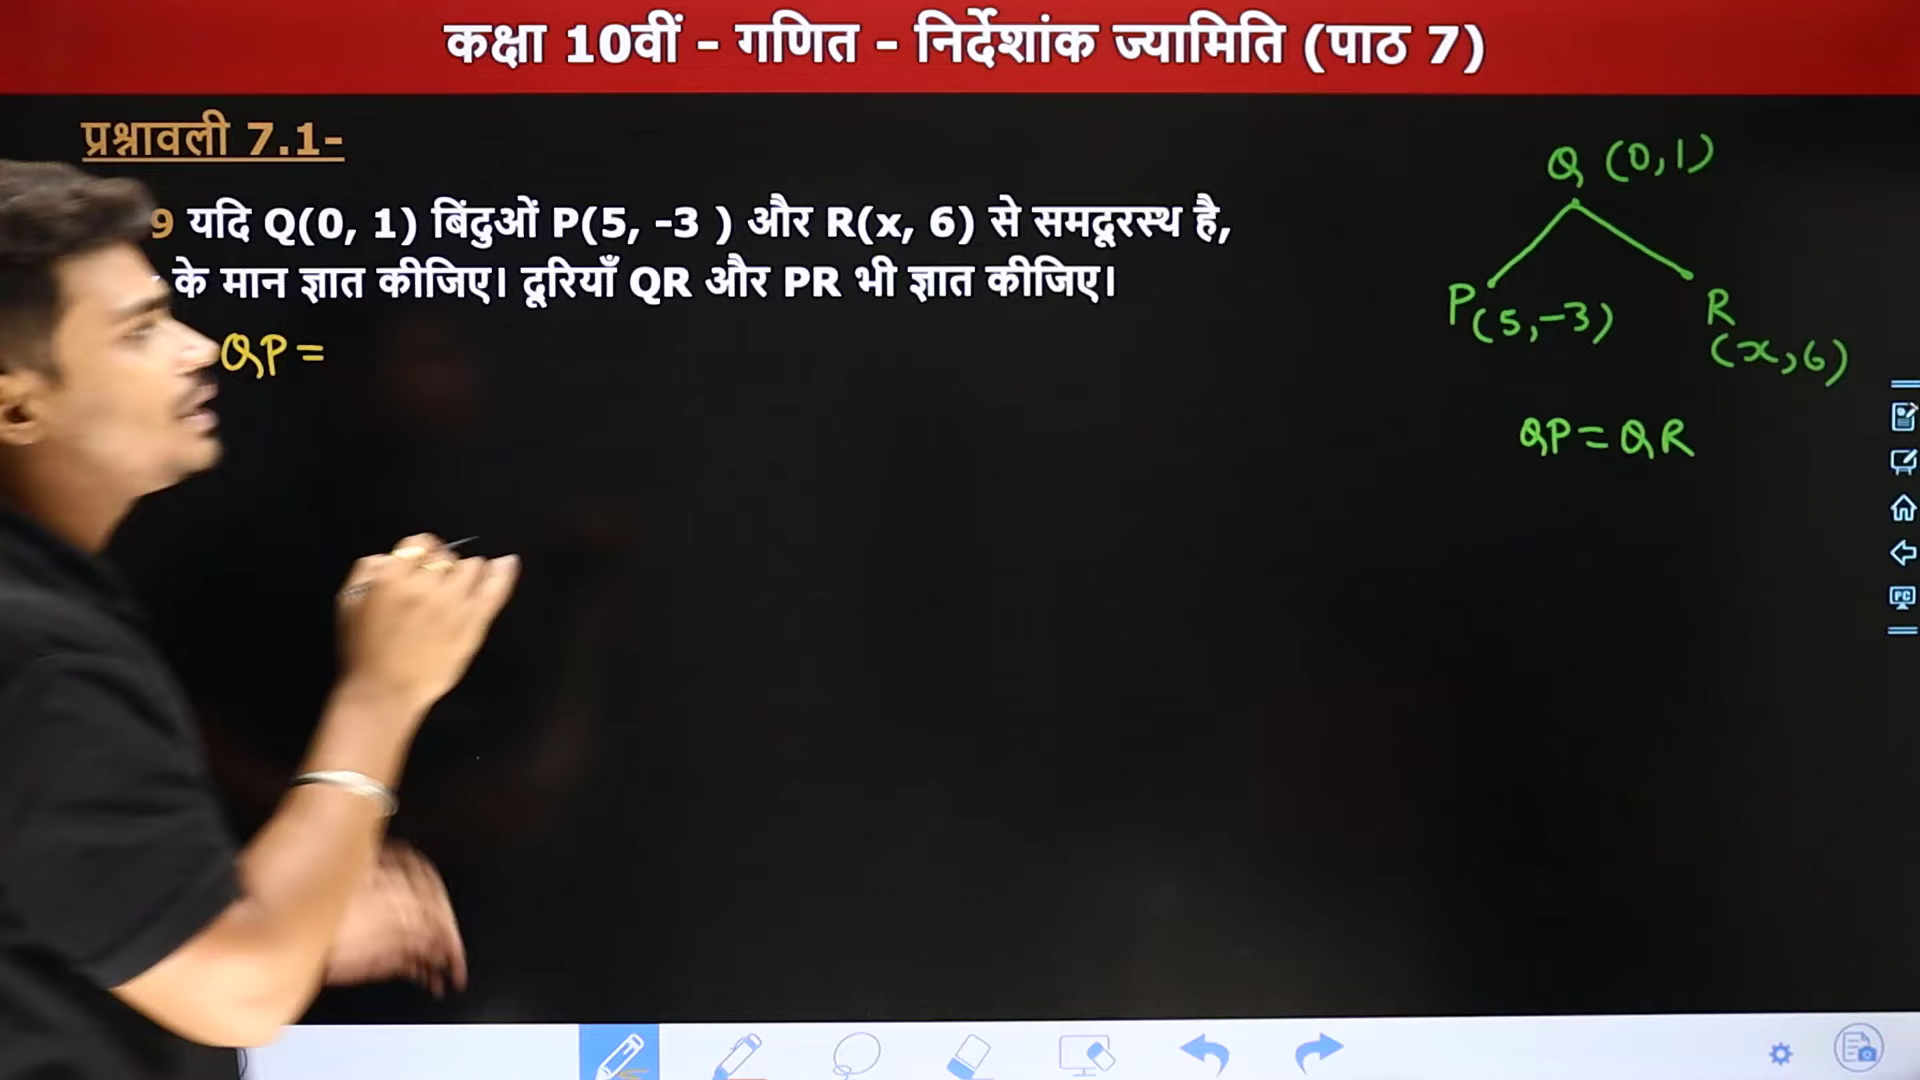 कक्षा 10वीं - गणित - निर्देशांक ज्यामिति (पाठ 7)
प्रश्नावली 7.1-
9 यदि Q(0, 1) बिंदुओं P(5, -3 ) और R(x, 6) से समदूरस्थ है,
के मान ज्ञात कीजिए। दूरियाँ QR और PR भी ज्ञात कीजिए।
QP =
Q (0,1)
P(5,-3)
R
(x,6)
QP = QR
PC